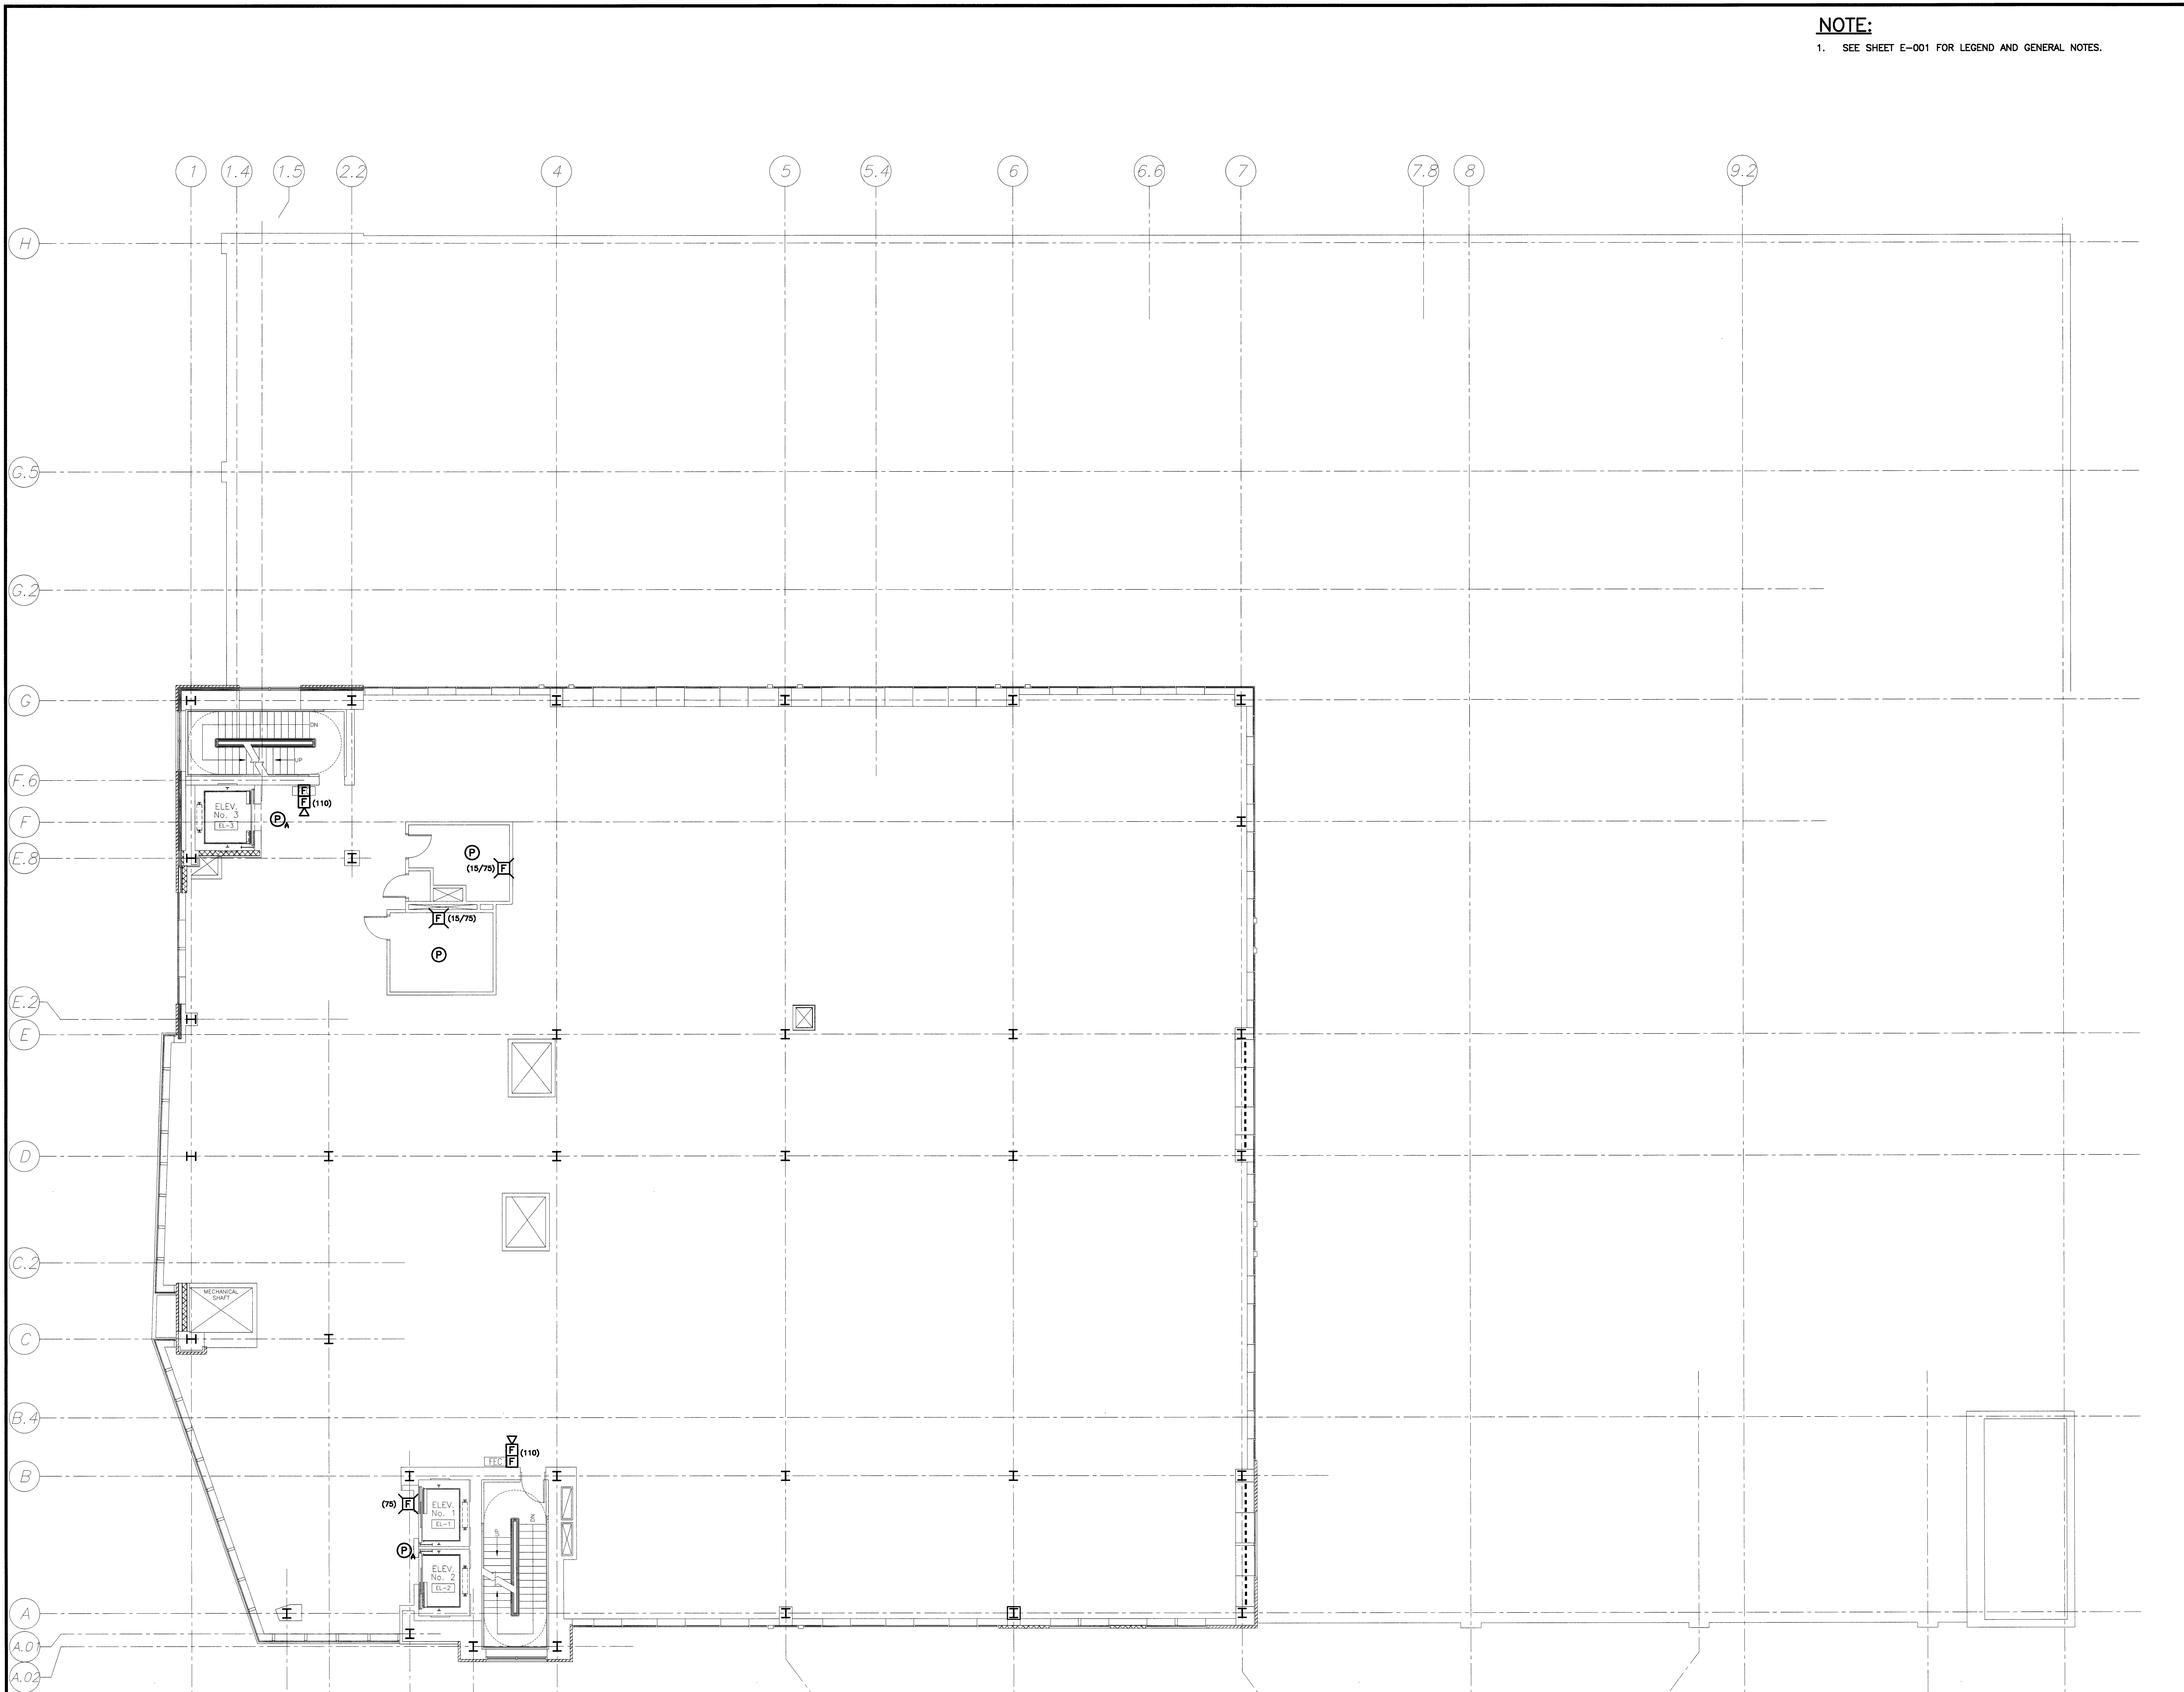 NOTE:
1. SEE SHEET E-001 FOR LEGEND AND GENERAL NOTES.
1 1.4 1.5 2.2 4 5 5.4 6 6.6 7 7.8 8 9.2
H
G.5
G.2
G
DN
UP
F.6
F
ELEV.
No. 3
EL-3
F (110)
P A
F
E.8
P
(15/75) F
F (15/75)
P
E.2
E
D
C.2
MECHANICAL
SHAFT
C
B.4
F (110)
FEC F
B
(75) F
ELEV.
No. 1
EL-1
UP
DN
P A
ELEV.
No. 2
EL-2
A
A.01
A.02